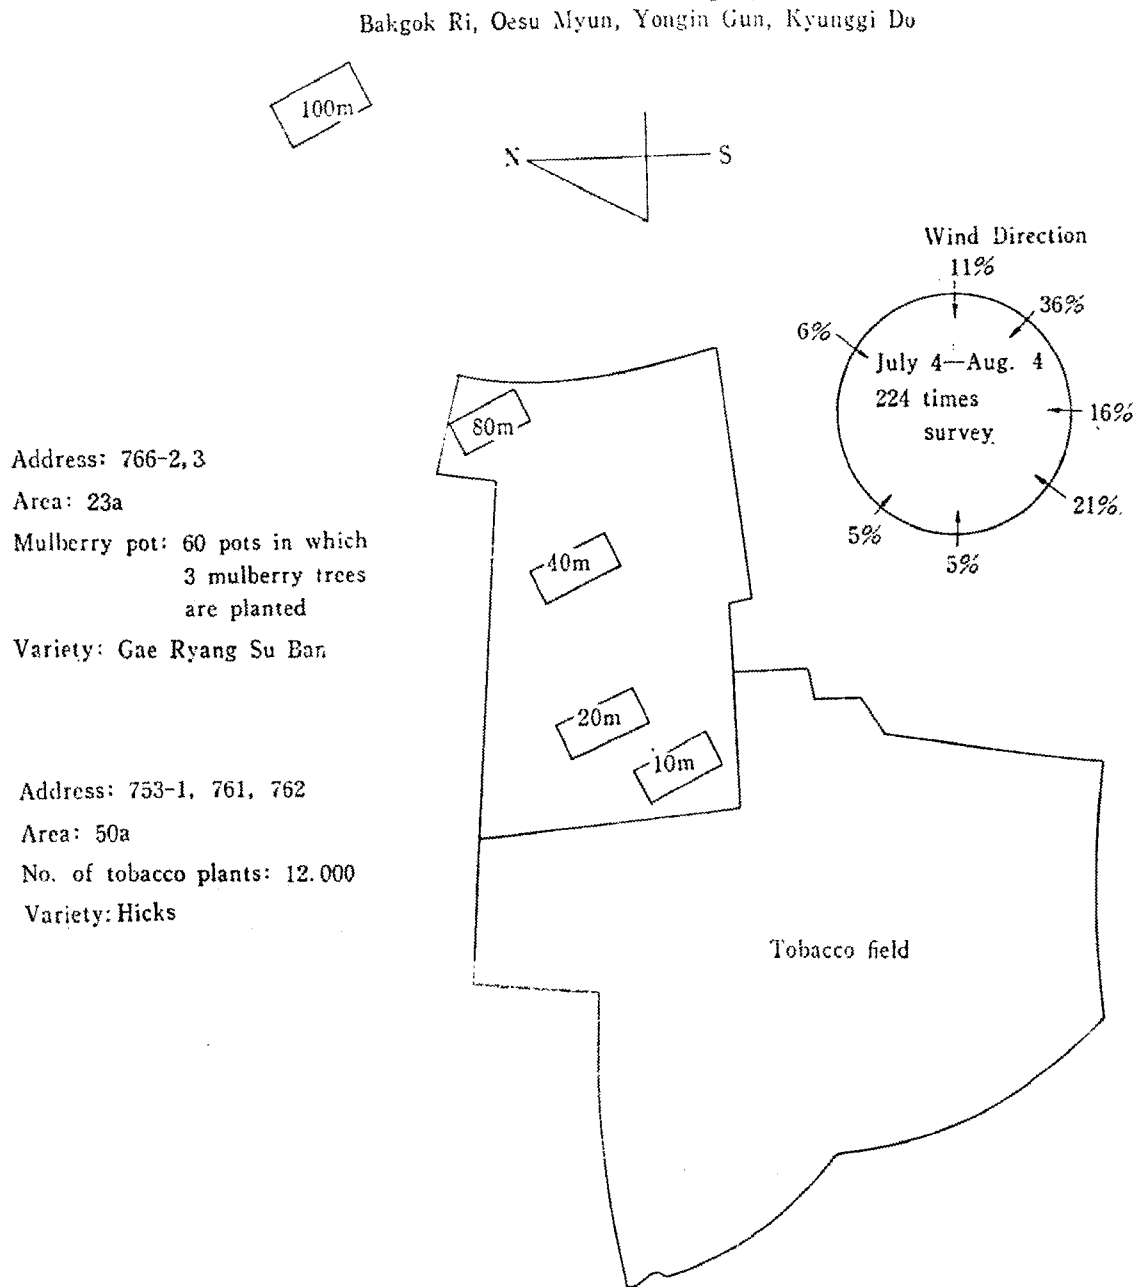 Bakgok Ri, Oesu Myun, Yongin Gun, Kyunggi Do
100m
N
S
Wind Direction
11%
36%
6%
July 4—Aug. 4
224 times
survey
16%
21%
5%
5%
80m
40m
20m
10m
Address: 766-2, 3
Area: 23a
Mulberry pot: 60 pots in which
3 mulberry trees
are planted
Variety: Gae Ryang Su Ban
Address: 753-1, 761, 762
Area: 50a
No. of tobacco plants: 12.000
Variety: Hicks
Tobacco field